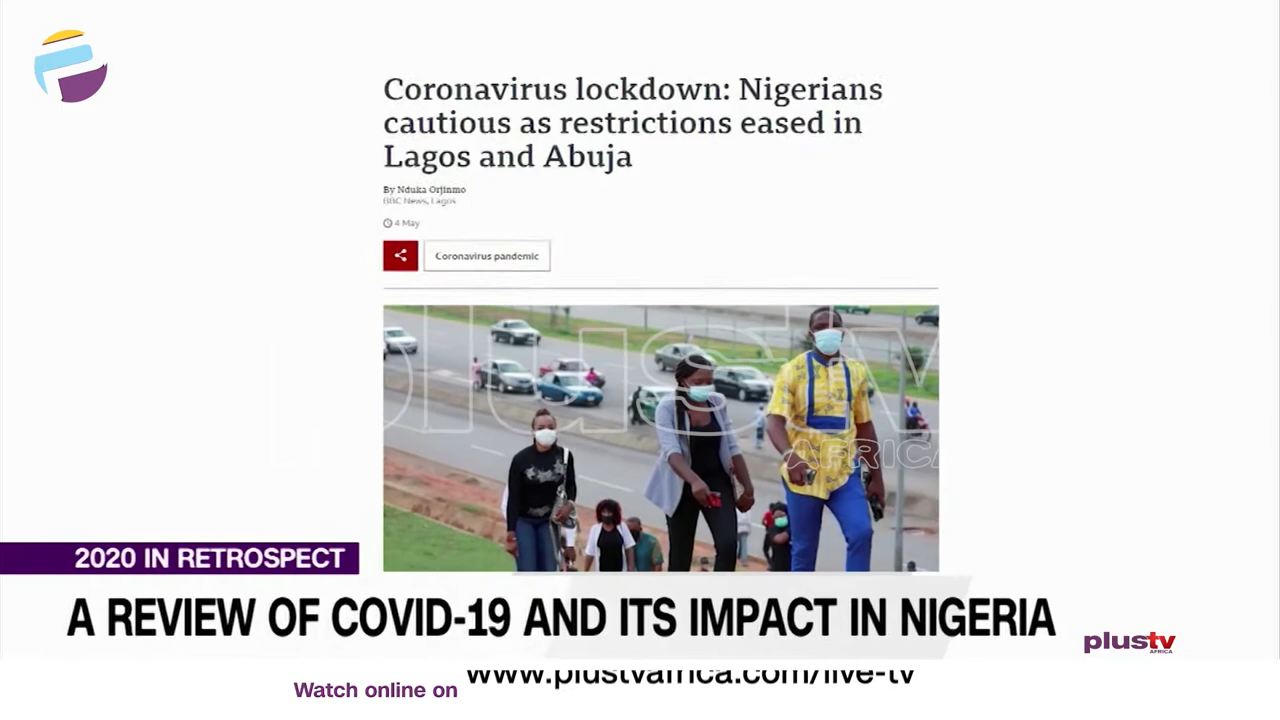 Coronavirus lockdown: Nigerians
cautious as restrictions eased in
Lagos and Abuja
By Nduka Orjinmo
BBC News, Lagos
4 May
Coronavirus pandemic
plustv
AFRICA
2020 IN RETROSPECT
A REVIEW OF COVID-19 AND ITS IMPACT IN NIGERIA
plustv
AFRICA
Watch online on www.plustvafrica.com/live-tv